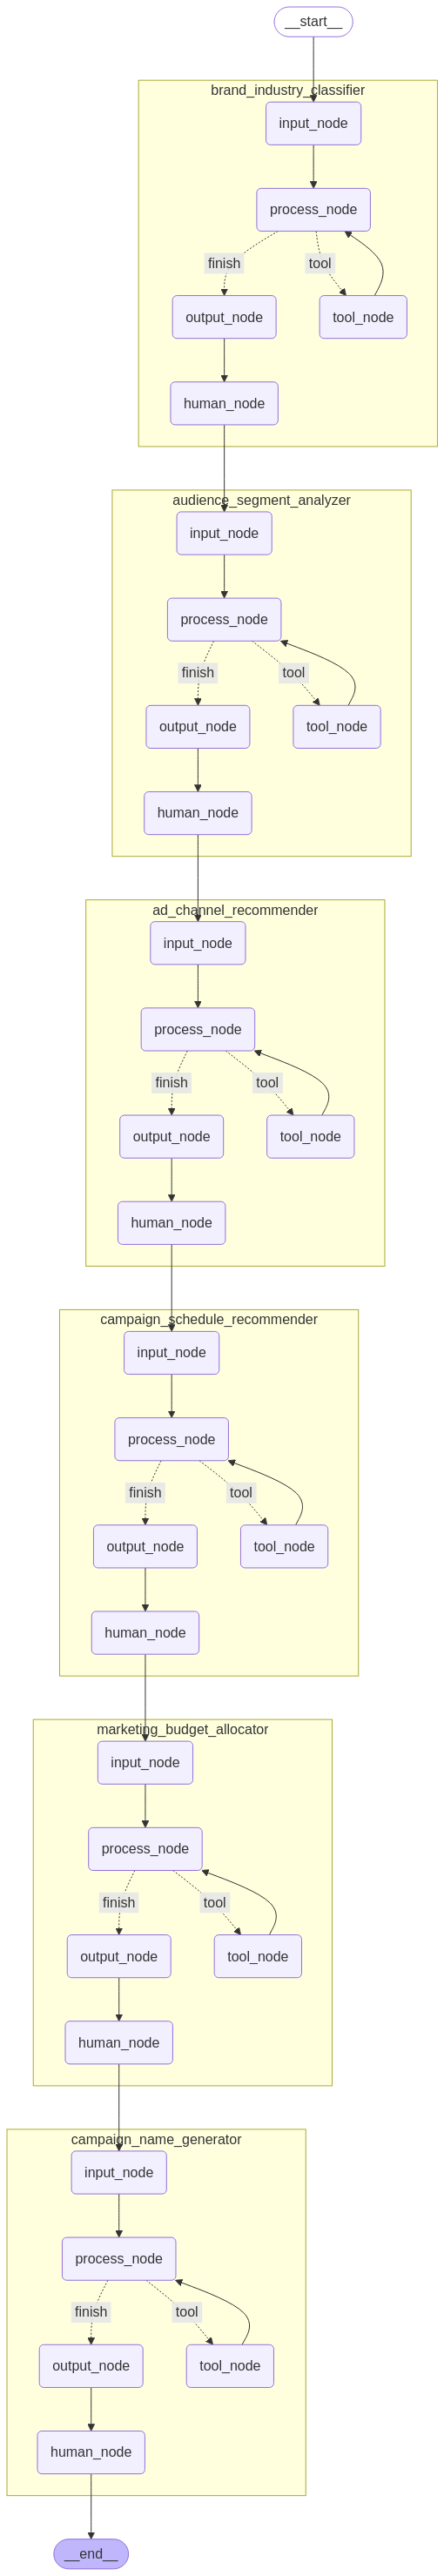 __start__
brand_industry_classifier
input_node
process_node
finish
tool
output_node
tool_node
human_node
audience_segment_analyzer
input_node
process_node
finish
tool
output_node
tool_node
human_node
ad_channel_recommender
input_node
process_node
finish
tool
output_node
tool_node
human_node
campaign_schedule_recommender
input_node
process_node
finish
tool
output_node
tool_node
human_node
marketing_budget_allocator
input_node
process_node
finish
tool
output_node
tool_node
human_node
campaign_name_generator
input_node
process_node
finish
tool
output_node
tool_node
human_node
__end__